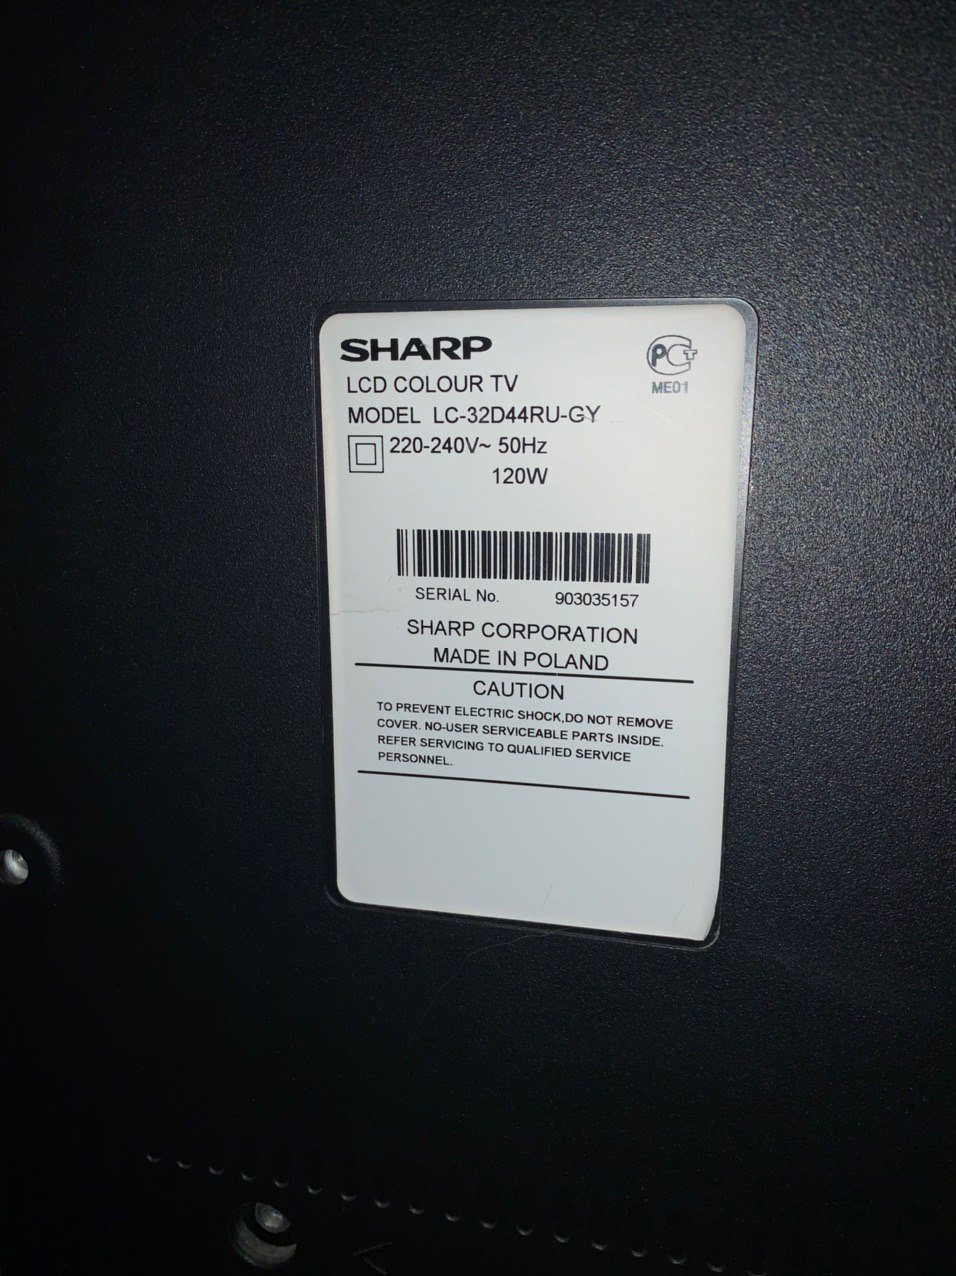 SHARP
PCT
ME01
LCD COLOUR TV
MODEL LC-32D44RU-GY
220-240V~ 50Hz
120W
SERIAL No. 903035157
SHARP CORPORATION
MADE IN POLAND
CAUTION
TO PREVENT ELECTRIC SHOCK,DO NOT REMOVE
COVER. NO-USER SERVICEABLE PARTS INSIDE.
REFER SERVICING TO QUALIFIED SERVICE
PERSONNEL.